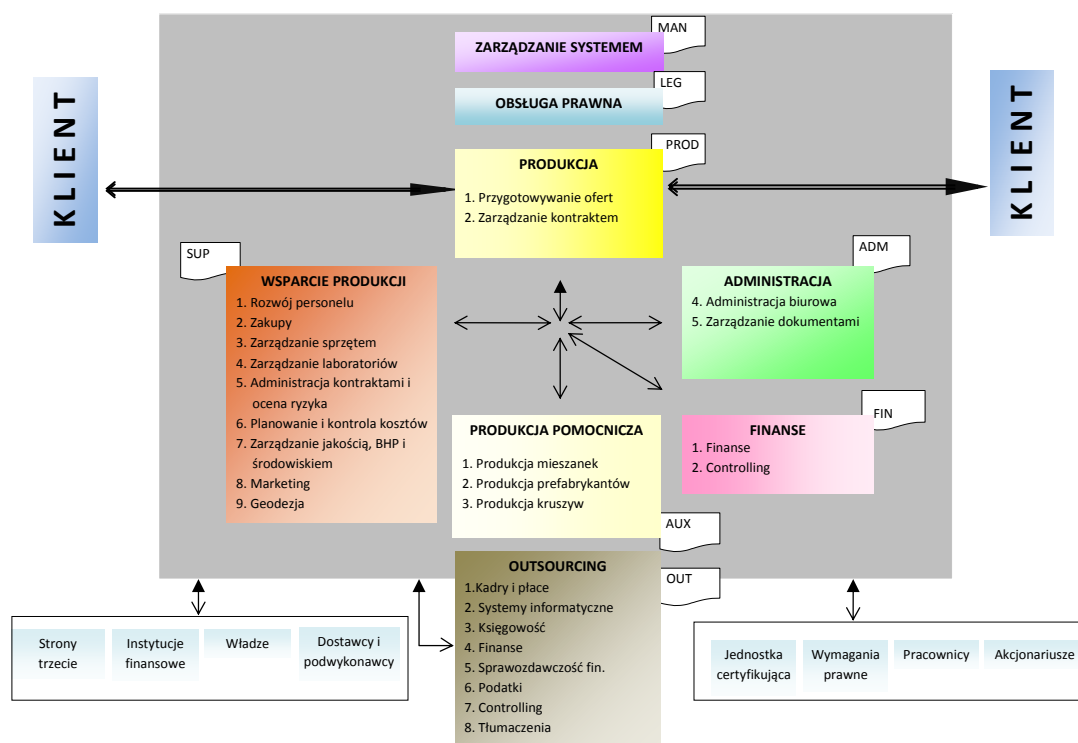 MAN
ZARZĄDZANIE SYSTEMEM
LEG
OBSŁUGA PRAWNA
KLIENT
KLIENT
PROD
PRODUKCJA
1. Przygotowywanie ofert
2. Zarządzanie kontraktem
SUP
WSPARCIE PRODUKCJI
1. Rozwój personelu
2. Zakupy
3. Zarządzanie sprzętem
4. Zarządzanie laboratoriów
5. Administracja kontraktami i
ocena ryzyka
6. Planowanie i kontrola kosztów
7. Zarządzanie jakością, BHP i
środowiskiem
8. Marketing
9. Geodezja
ADM
ADMINISTRACJA
4. Administracja biurowa
5. Zarządzanie dokumentami
PRODUKCJA POMOCNICZA
1. Produkcja mieszanek
2. Produkcja prefabrykantów
3. Produkcja kruszyw
AUX
FIN
FINANSE
1. Finanse
2. Controlling
OUT
OUTSOURCING
1.Kadry i płace
2. Systemy informatyczne
3. Księgowość
4. Finanse
5. Sprawozdawczość fin.
6. Podatki
7. Controlling
8. Tłumaczenia
Strony
trzecie
Instytucje
finansowe
Władze
Dostawcy i
podwykonawcy
Jednostka
certyfikująca
Wymagania
prawne
Pracownicy
Akcjonariusze